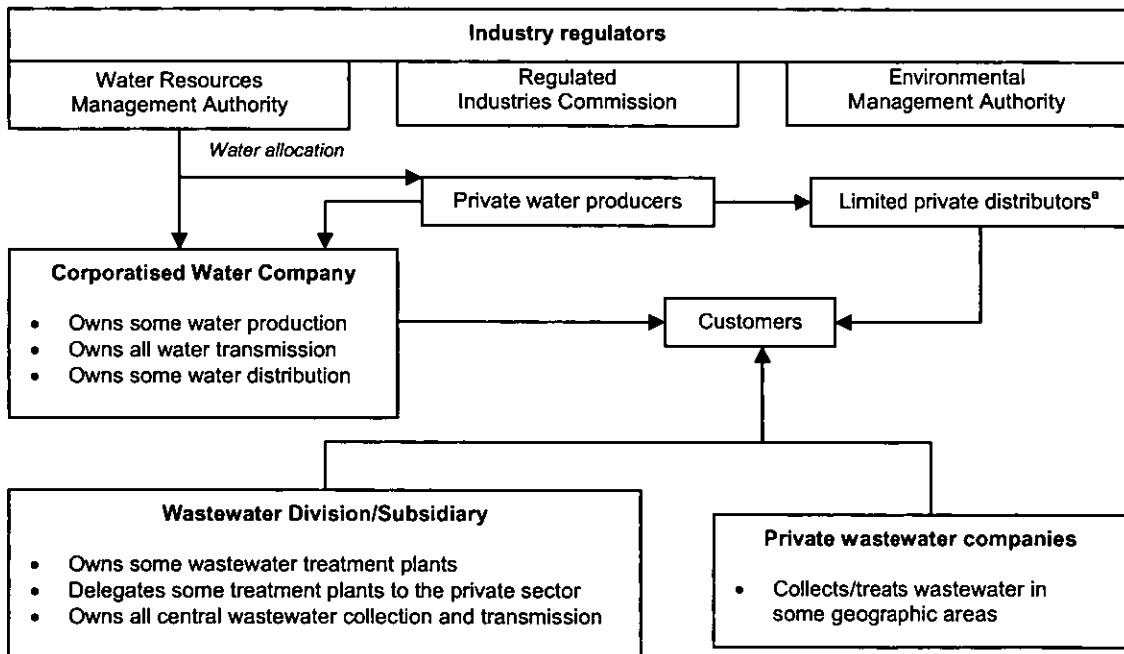 Industry regulators
Water Resources
Management Authority
Regulated
Industries Commission
Environmental
Management Authority
Water allocation
Private water producers
Limited private distributorsᵃ
Corporatised Water Company
• Owns some water production
• Owns all water transmission
• Owns some water distribution
Customers
Wastewater Division/Subsidiary
• Owns some wastewater treatment plants
• Delegates some treatment plants to the private sector
• Owns all central wastewater collection and transmission
Private wastewater companies
• Collects/treats wastewater in
some geographic areas